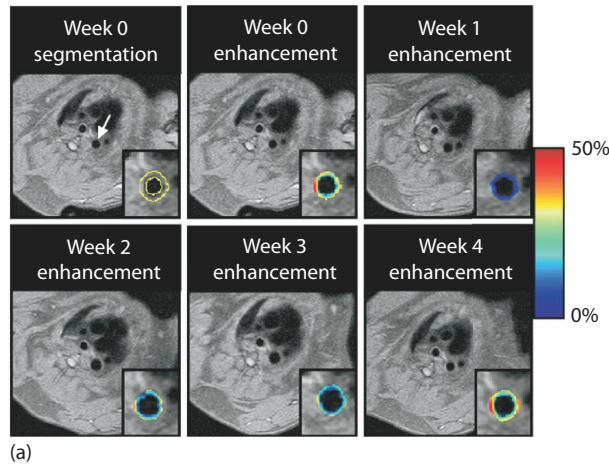 Week 0
segmentation
Week 0
enhancement
Week 1
enhancement
50%
0%
Week 2
enhancement
Week 3
enhancement
Week 4
enhancement
(a)